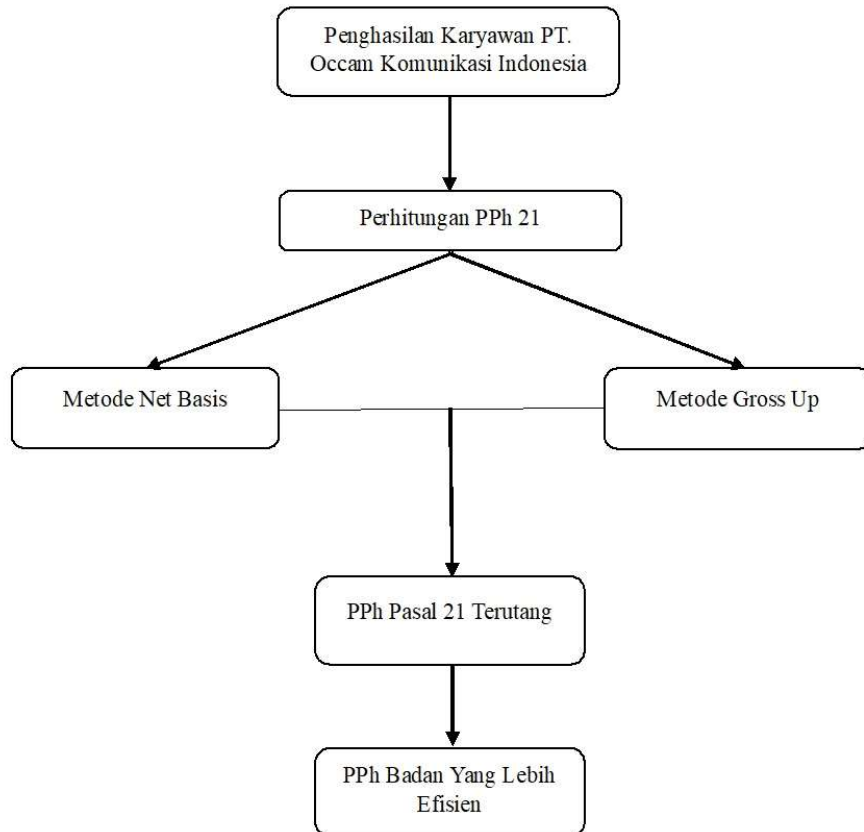 Penghasilan Karyawan PT.
Occam Komunikasi Indonesia
Perhitungan PPh 21
Metode Net Basis
Metode Gross Up
PPh Pasal 21 Terutang
PPh Badan Yang Lebih
Efisien